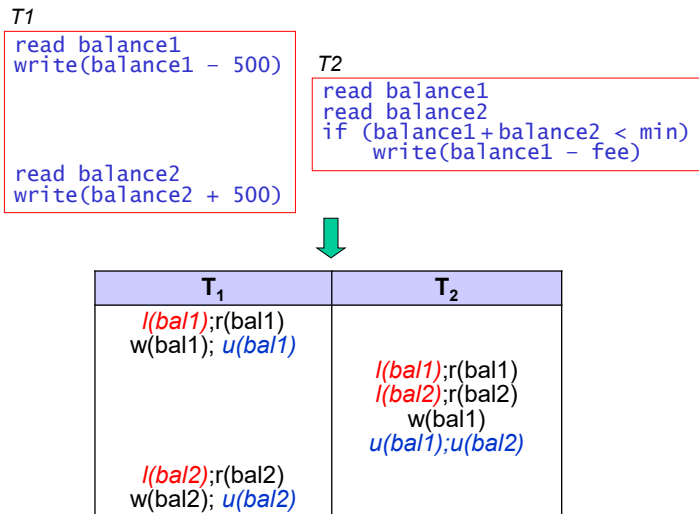 T1
read balance1
write(balance1 – 500)
read balance2
write(balance2 + 500)
T2
read balance1
read balance2
if (balance1+balance2 < min)
write(balance1 – fee)
T1 T2
l(bal1);r(bal1)
w(bal1); u(bal1)
l(bal1);r(bal1)
l(bal2);r(bal2)
w(bal1)
u(bal1);u(bal2)
l(bal2);r(bal2)
w(bal2); u(bal2)